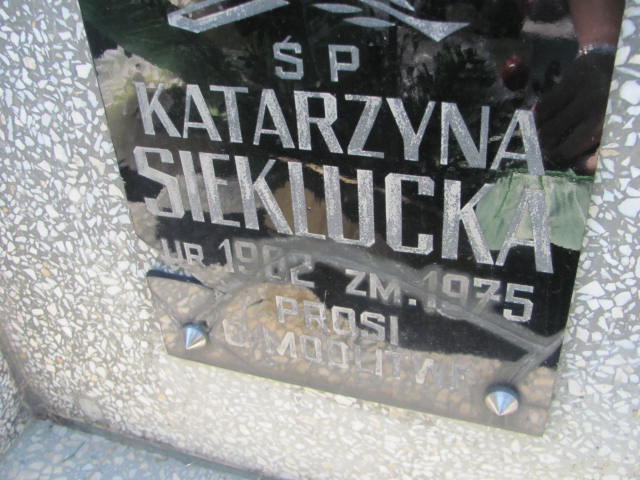 ŚP
KATARZYNA
SIEKLUCKA
UR. 1902 ZM. 1975
PROSI
O MODLITWĘ